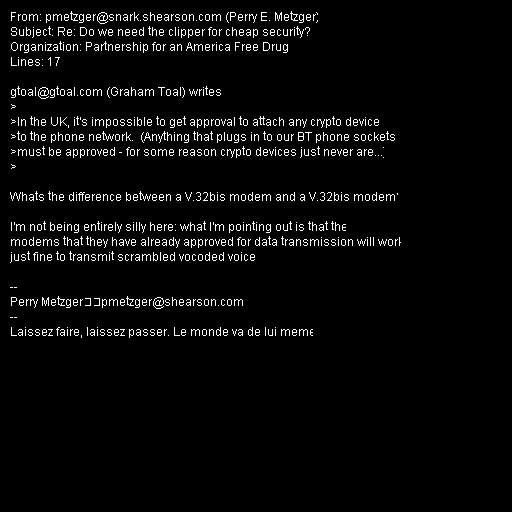 From: pmetzger@snark.shearson.com (Perry E. Metzger)
Subject: Re: Do we need the clipper for cheap security?
Organization: Partnership for an America Free Drug
Lines: 17
gtoal@gtoal.com (Graham Toal) writes
>
>In the UK, it's impossible to get approval to attach any crypto device
>to the phone network.  (Anything that plugs in to our BT phone sockets
>must be approved - for some reason crypto devices just never are...)
>
Whats the difference between a V.32bis modem and a V.32bis modem?
I'm not being entirely silly here: what I'm pointing out is that the
modems that they have already approved for data transmission will work
just fine to transmit scrambled vocoded voice
--
Perry Metzger		pmetzger@shearson.com
--
Laissez faire, laissez passer. Le monde va de lui meme